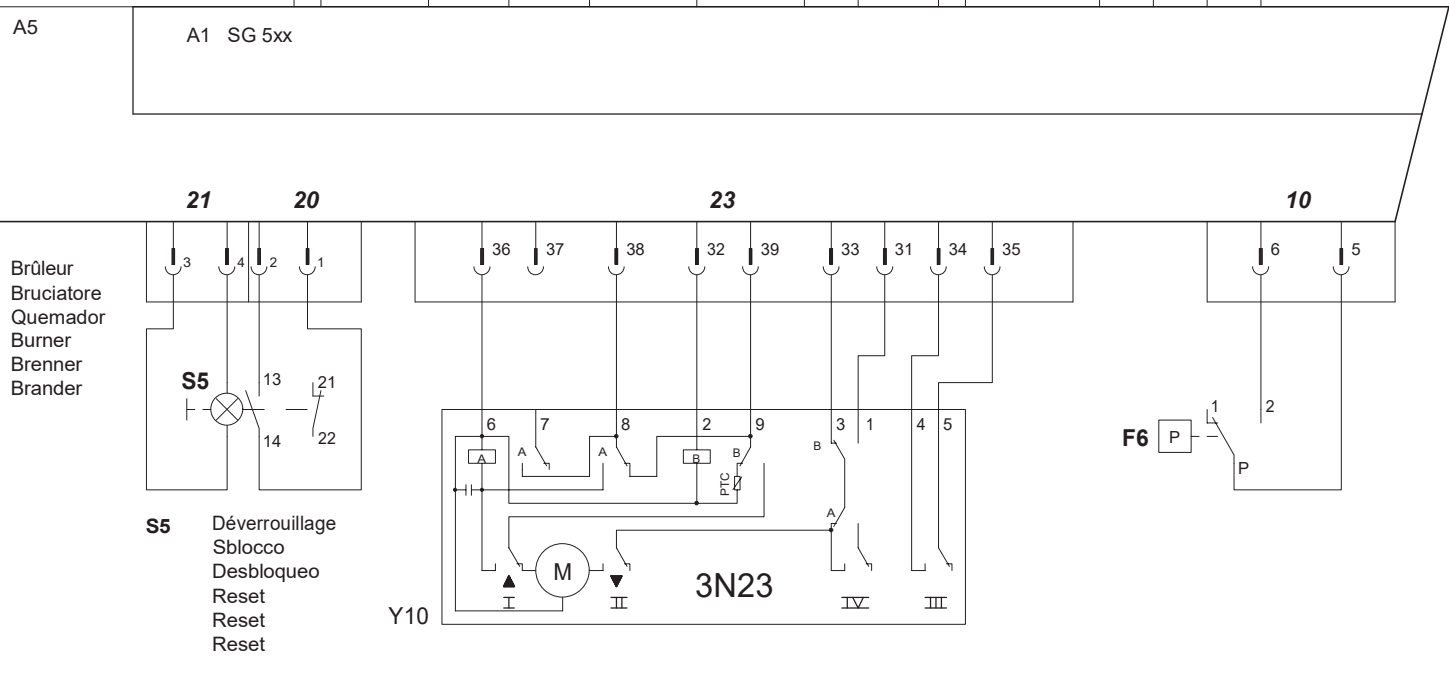 A5
A1 SG 5xx
21 20 23 10
3 4 2 1 36 37 38 32 39 33 31 34 35 6 5
Brûleur
Bruciatore
Quemador
Burner
Brenner
Brander
S5 13 21
14 22
6 7 8 2 9 3 1 4 5
A A A B B B
PTC
A
M
3N23
I II IV III
Y10
F6 P 1 2
P
S5 Déverrouillage
Sblocco
Desbloqueo
Reset
Reset
Reset